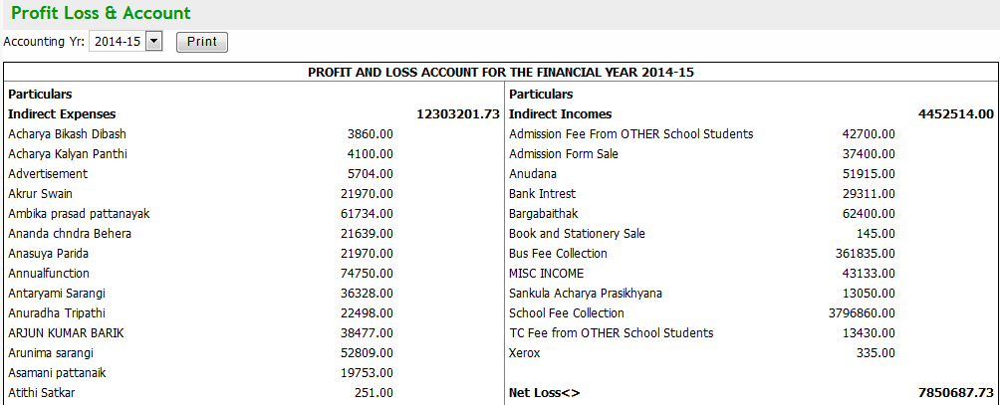 Profit Loss & Account
Accounting Yr: 2014-15 Print
PROFIT AND LOSS ACCOUNT FOR THE FINANCIAL YEAR 2014-15
Particulars Particulars
Indirect Expenses 12303201.73 Indirect Incomes 4452514.00
Acharya Bikash Dibash 3860.00 Admission Fee From OTHER School Students 42700.00
Acharya Kalyan Panthi 4100.00 Admission Form Sale 37400.00
Advertisement 5704.00 Anudana 51915.00
Akrur Swain 21970.00 Bank Intrest 29311.00
Ambika prasad pattanayak 61734.00 Bargabaithak 62400.00
Ananda chndra Behera 21639.00 Book and Stationery Sale 145.00
Anasuya Parida 21970.00 Bus Fee Collection 361835.00
Annualfunction 74750.00 MISC INCOME 43133.00
Antaryami Sarangi 36328.00 Sankula Acharya Prasikhyana 13050.00
Anuradha Tripathi 22498.00 School Fee Collection 3796860.00
ARJUN KUMAR BARIK 38477.00 TC Fee from OTHER School Students 13430.00
Arunima sarangi 52809.00 Xerox 335.00
Asamani pattanaik 19753.00
Atithi Satkar 251.00 Net Loss<> 7850687.73